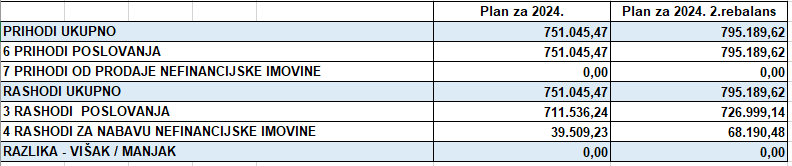 Plan za 2024. Plan za 2024. 2.rebalans
PRIHODI UKUPNO 751.045,47 795.189,62
6 PRIHODI POSLOVANJA 751.045,47 795.189,62
7 PRIHODI OD PRODAJE NEFINANCIJSKE IMOVINE 0,00 0,00
RASHODI UKUPNO 751.045,47 795.189,62
3 RASHODI POSLOVANJA 711.536,24 726.999,14
4 RASHODI ZA NABAVU NEFINANCIJSKE IMOVINE 39.509,23 68.190,48
RAZLIKA - VIŠAK / MANJAK 0,00 0,00